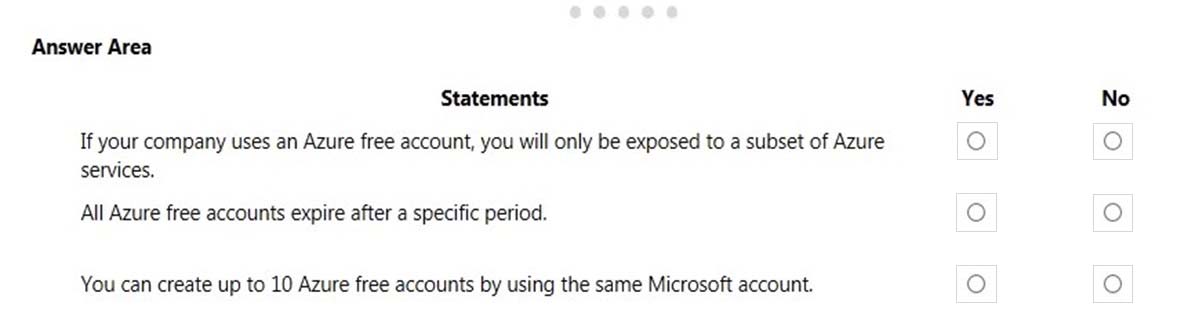 Answer Area
Statements Yes No
If your company uses an Azure free account, you will only be exposed to a subset of Azure
services.
All Azure free accounts expire after a specific period.
You can create up to 10 Azure free accounts by using the same Microsoft account.